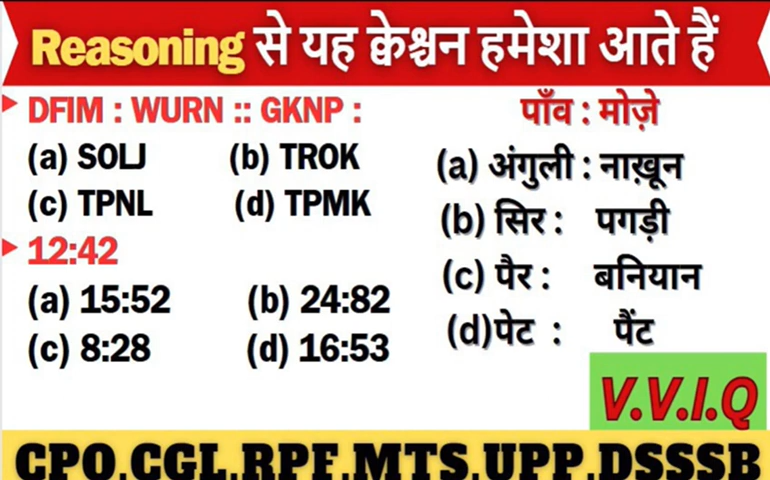 Reasoning से यह क्वेश्चन हमेशा आते हैं
DFIM : WURN :: GKNP :
(a) SOLJ (b) TROK
(c) TPNL (d) TPMK
12:42
(a) 15:52 (b) 24:82
(c) 8:28 (d) 16:53
पाँव : मोज़े
(a) अंगुली : नाख़ून
(b) सिर : पगड़ी
(c) पैर : बनियान
(d) पेट : पैंट
V.V.I.Q
CPO,CGL,RPF,MTS,UPP,DSSSB